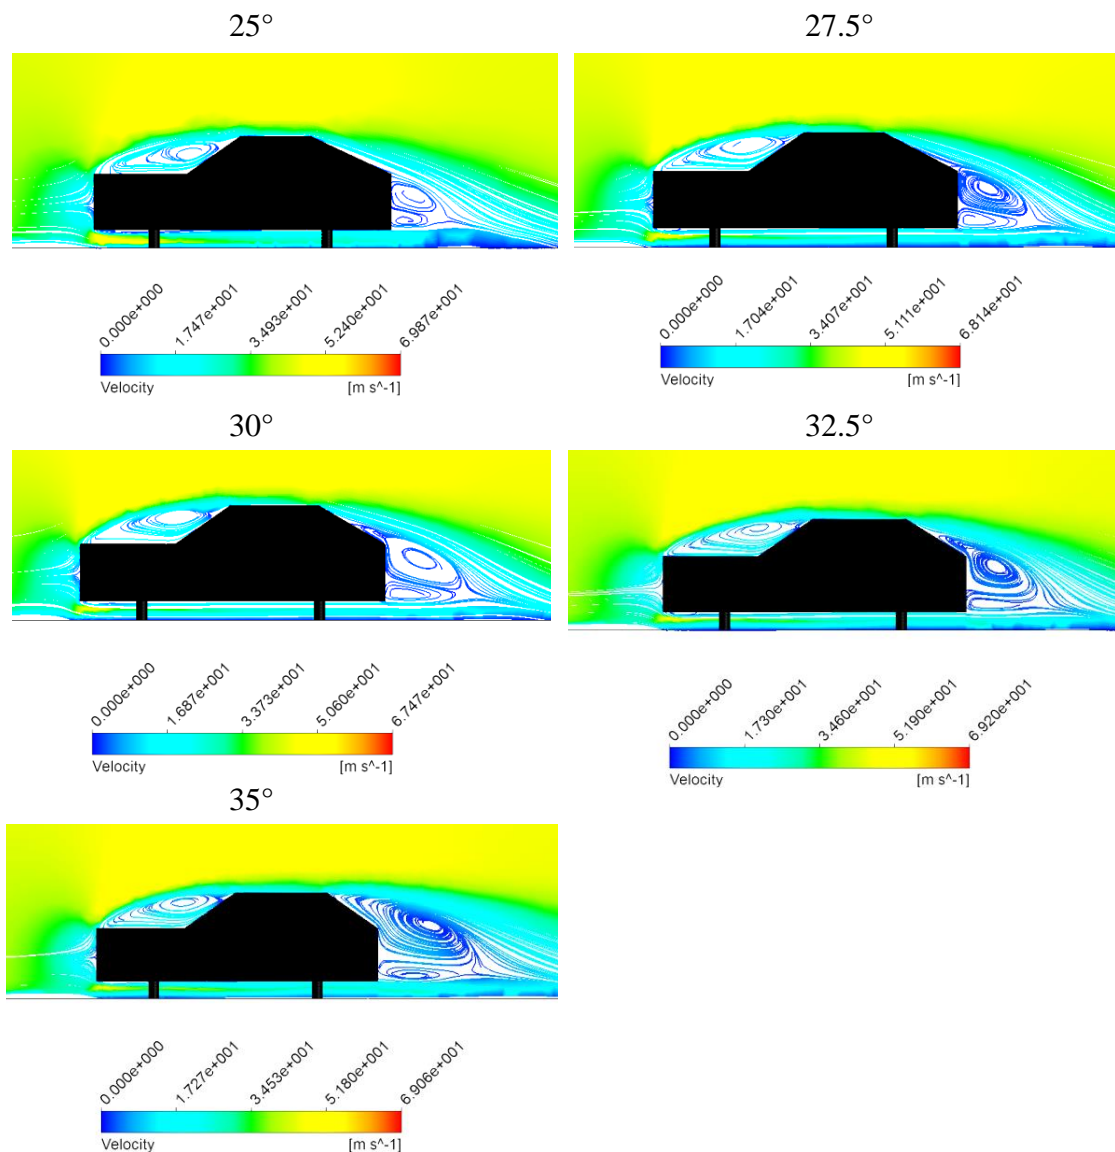 25°
27.5°
0.000e+000
1.747e+001
3.493e+001
5.240e+001
6.987e+001
Velocity
[m s^-1]
0.000e+000
1.704e+001
3.407e+001
5.111e+001
6.814e+001
Velocity
[m s^-1]
30°
32.5°
0.000e+000
1.687e+001
3.373e+001
5.060e+001
6.747e+001
Velocity
[m s^-1]
0.000e+000
1.730e+001
3.460e+001
5.190e+001
6.920e+001
Velocity
[m s^-1]
35°
0.000e+000
1.727e+001
3.453e+001
5.180e+001
6.906e+001
Velocity
[m s^-1]